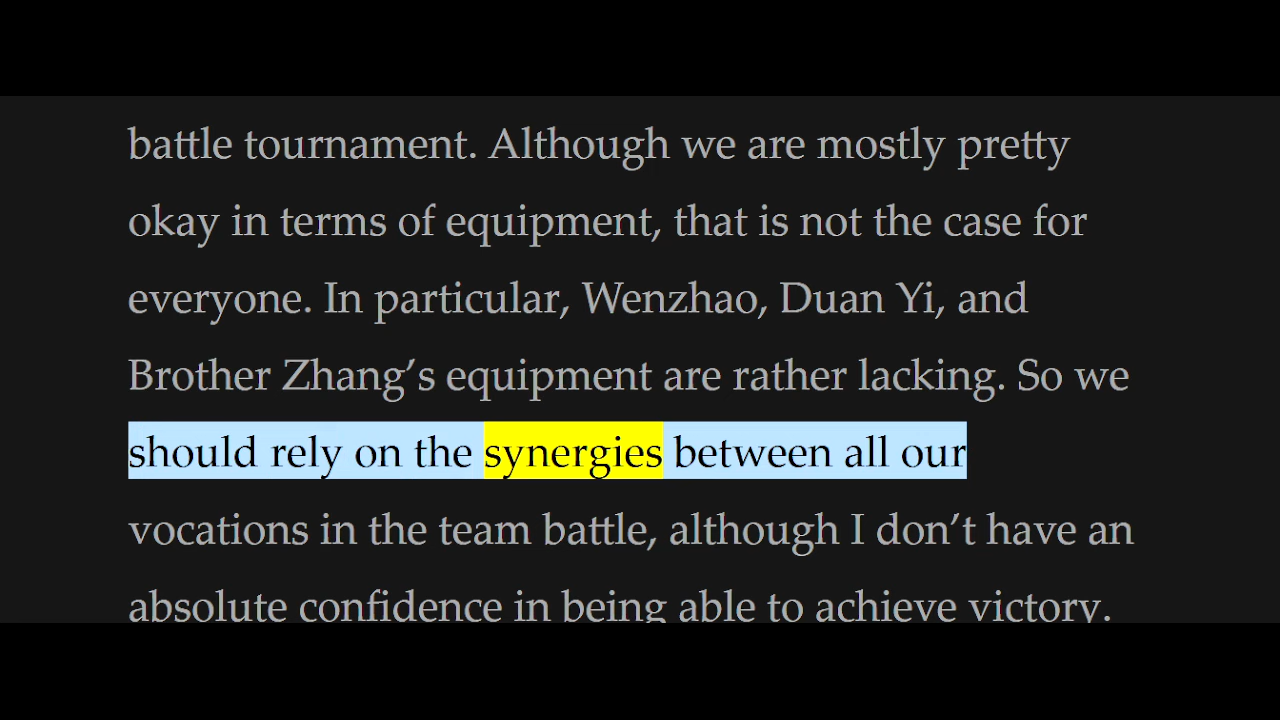 battle tournament. Although we are mostly pretty
okay in terms of equipment, that is not the case for
everyone. In particular, Wenzhao, Duan Yi, and
Brother Zhang’s equipment are rather lacking. So we
should rely on the synergies between all our
vocations in the team battle, although I don’t have an
absolute confidence in being able to achieve victory.